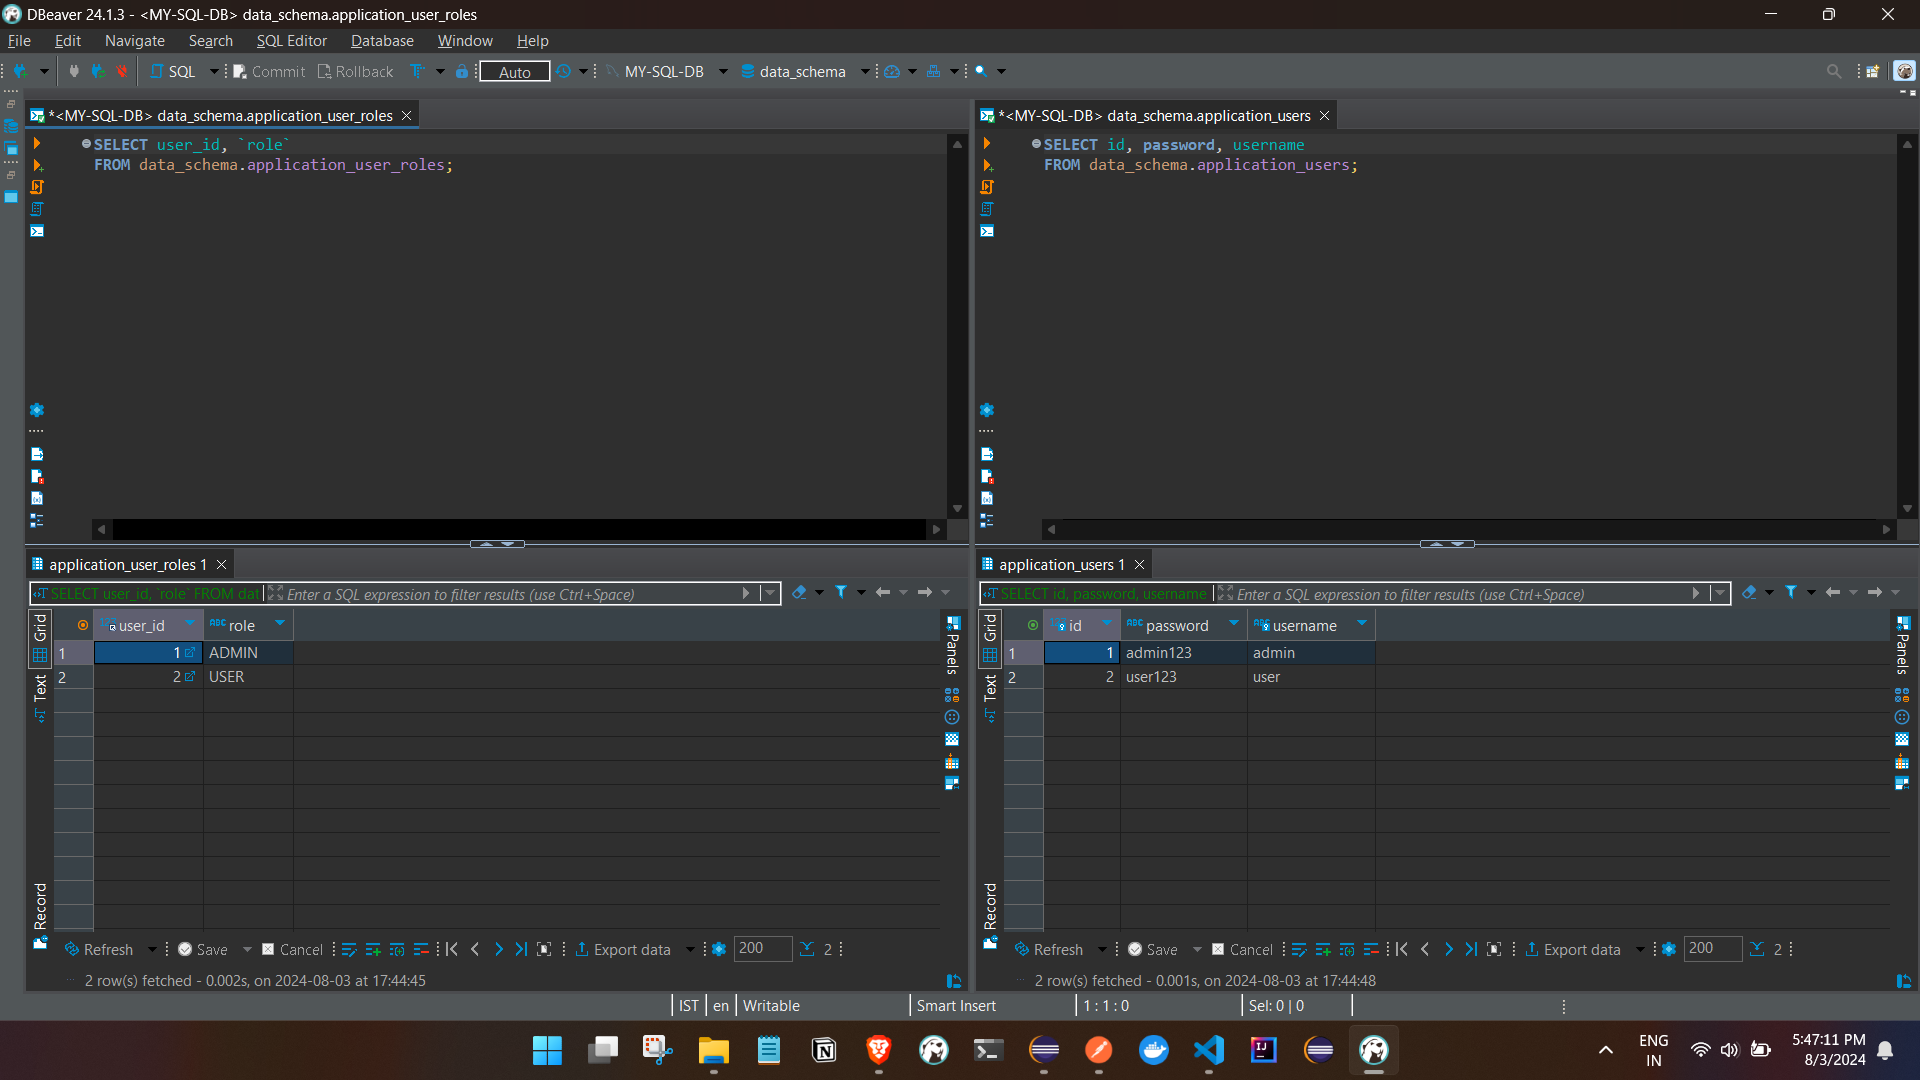 DBeaver 24.1.3 - <MY-SQL-DB> data_schema.application_user_roles
File Edit Navigate Search SQL Editor Database Window Help
SQL Commit Rollback Auto MY-SQL-DB data_schema
*<MY-SQL-DB> data_schema.application_user_roles
SELECT user_id, `role`
FROM data_schema.application_user_roles;
*<MY-SQL-DB> data_schema.application_users
SELECT id, password, username
FROM data_schema.application_users;
application_user_roles 1
SELECT user_id, `role` FROM dat Enter a SQL expression to filter results (use Ctrl+Space)
Grid
Text
Record
user_id ABC role
1 1 ADMIN
2 2 USER
Panels
Refresh Save Cancel Export data 200 2
2 row(s) fetched - 0.002s, on 2024-08-03 at 17:44:45
application_users 1
SELECT id, password, username Enter a SQL expression to filter results (use Ctrl+Space)
Grid
Text
Record
id ABC password ABC username
1 1 admin123 admin
2 2 user123 user
Panels
Refresh Save Cancel Export data 200 2
2 row(s) fetched - 0.001s, on 2024-08-03 at 17:44:48
IST en Writable Smart Insert 1 : 1 : 0 Sel: 0 | 0
ENG
IN
5:47:11 PM
8/3/2024